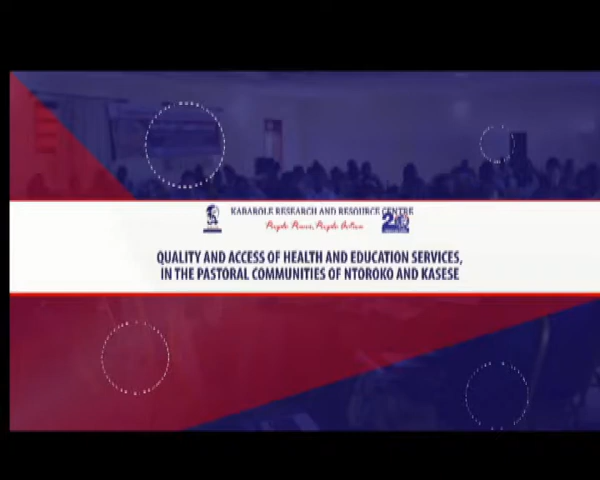 KABAROLE RESEARCH AND RESOURCE CENTRE
People Power, People Action
QUALITY AND ACCESS OF HEALTH AND EDUCATION SERVICES,
IN THE PASTORAL COMMUNITIES OF NTOROKO AND KASESE